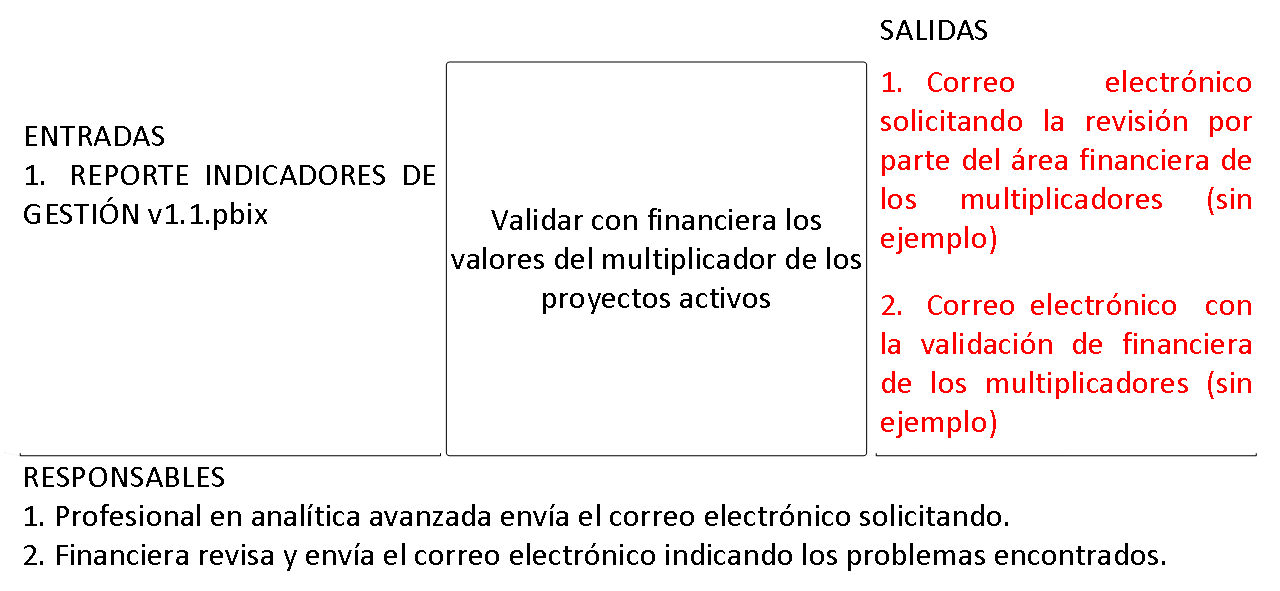 ENTRADAS
1. REPORTE INDICADORES DE
GESTIÓN v1.1.pbix
Validar con financiera los
valores del multiplicador de los
proyectos activos
SALIDAS
1. Correo electrónico
solicitando la revisión por
parte del área financiera de
los multiplicadores (sin
ejemplo)
2. Correo electrónico con
la validación de financiera
de los multiplicadores (sin
ejemplo)
RESPONSABLES
1. Profesional en analítica avanzada envía el correo electrónico solicitando.
2. Financiera revisa y envía el correo electrónico indicando los problemas encontrados.